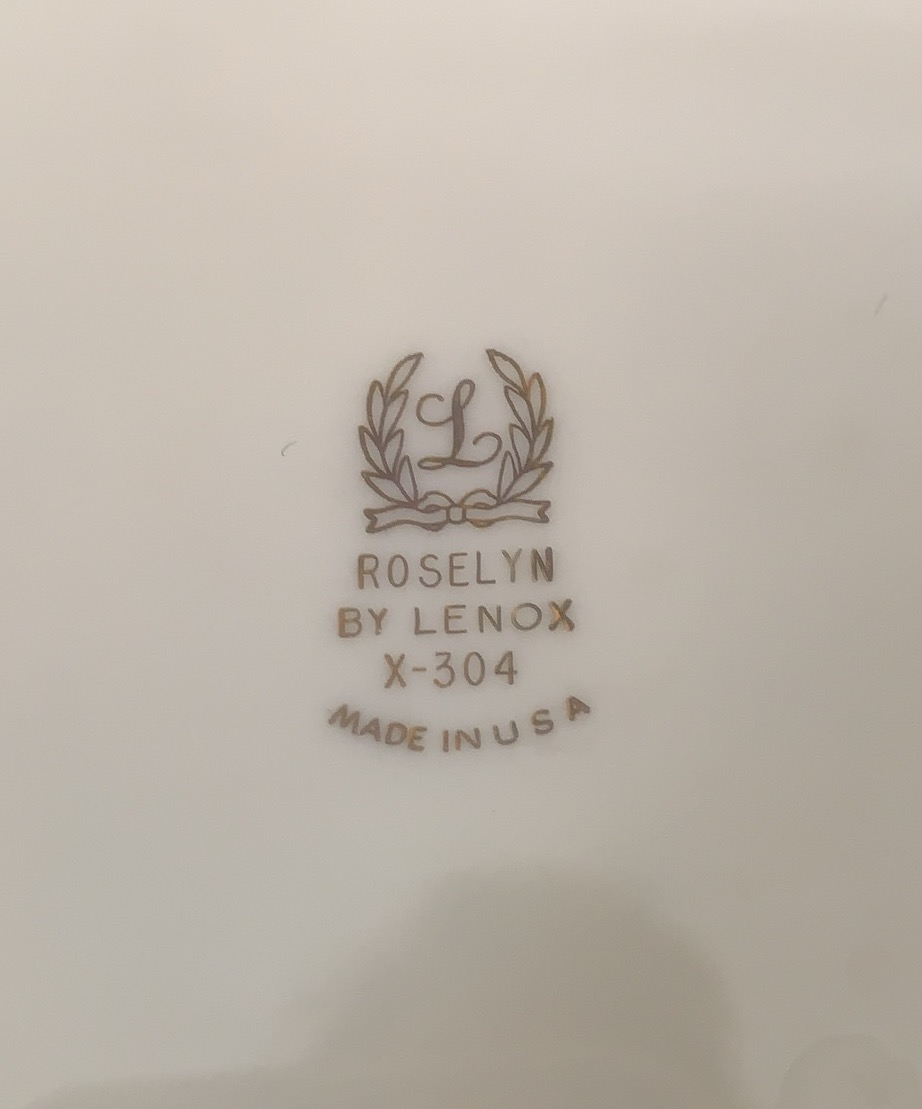 L
ROSELYN
BY LENOX
X-304
MADE IN USA